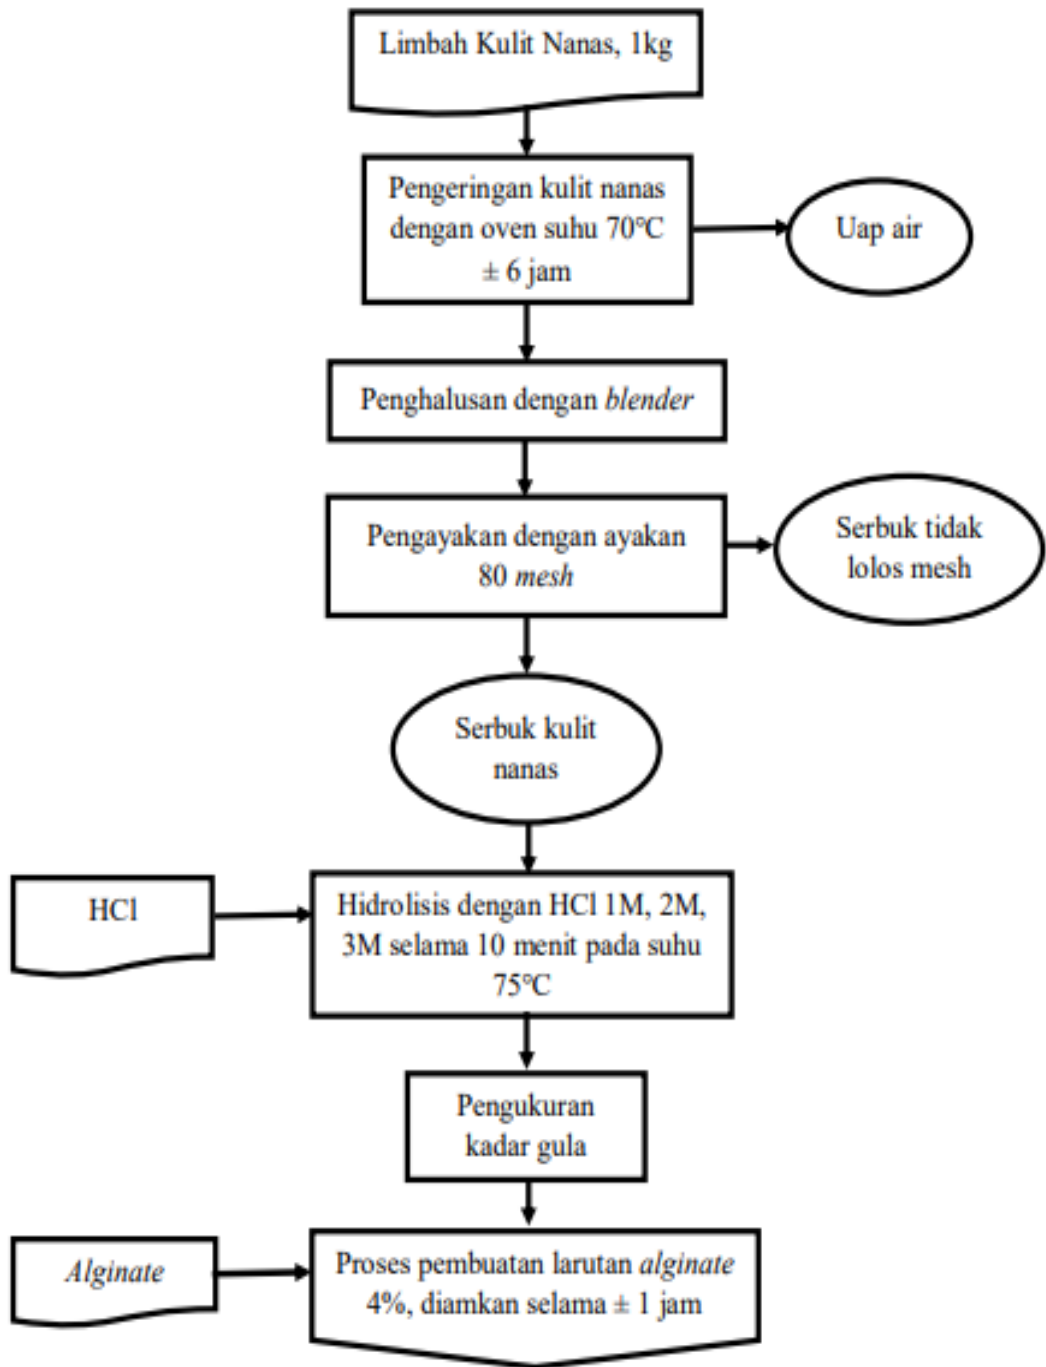 Limbah Kulit Nanas, 1kg
Pengeringan kulit nanas
dengan oven suhu 70℃
± 6 jam
Uap air
Penghalusan dengan blender
Pengayakan dengan ayakan
80 mesh
Serbuk tidak
lolos mesh
Serbuk kulit
nanas
HCl
Hidrolisis dengan HCl 1M, 2M,
3M selama 10 menit pada suhu
75℃
Pengukuran
kadar gula
Alginate
Proses pembuatan larutan alginate
4%, diamkan selama ± 1 jam